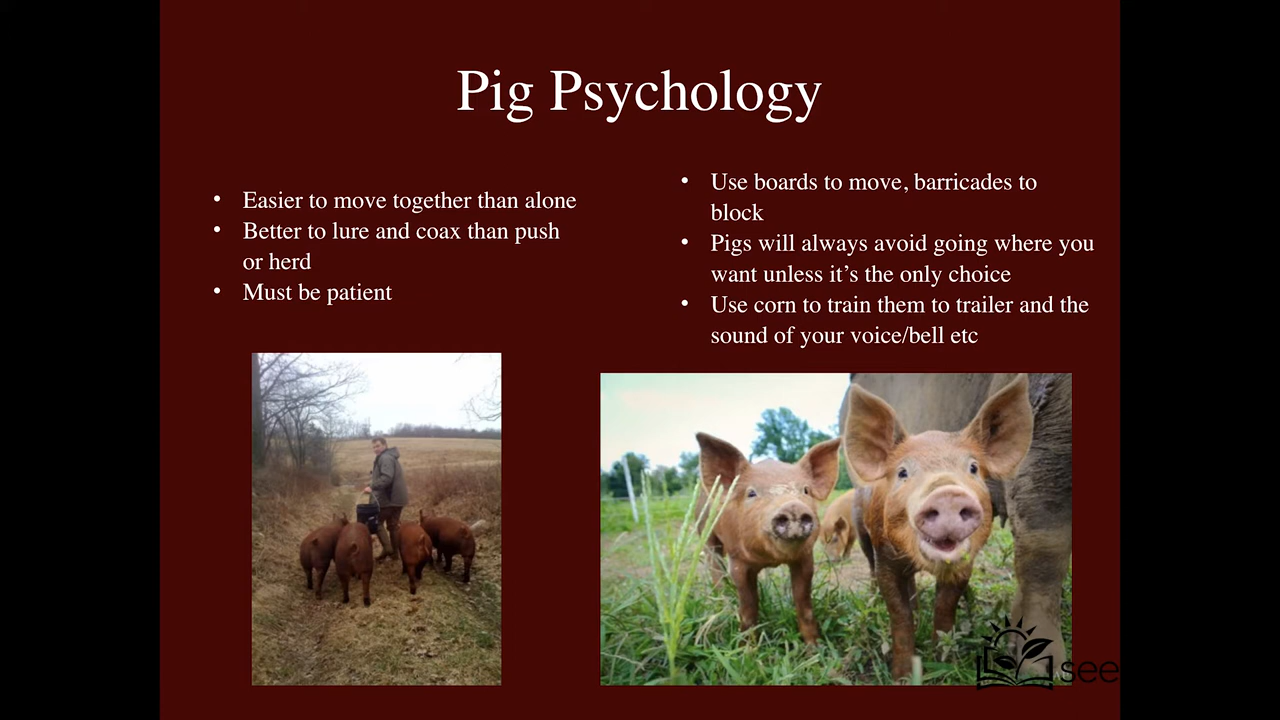 Pig Psychology
• Easier to move together than alone
• Better to lure and coax than push
or herd
• Must be patient
• Use boards to move, barricades to
block
• Pigs will always avoid going where you
want unless it’s the only choice
• Use corn to train them to trailer and the
sound of your voice/bell etc
see